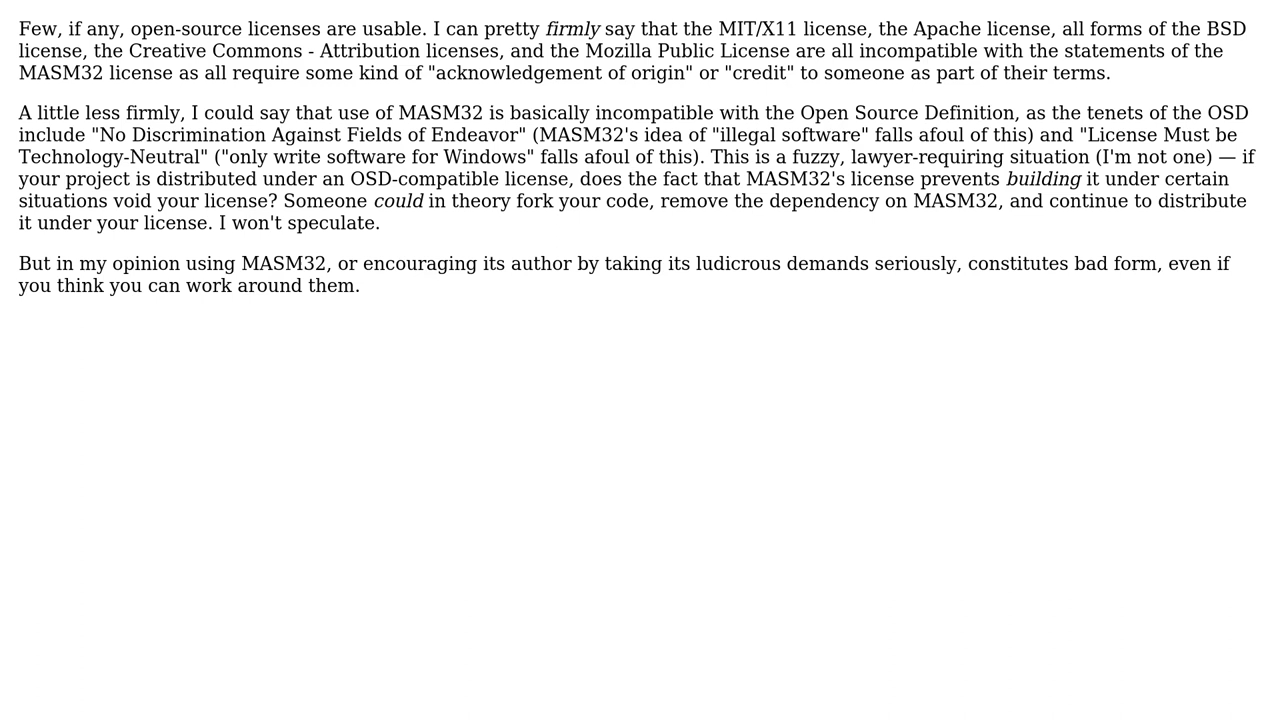 Few, if any, open-source licenses are usable. I can pretty firmly say that the MIT/X11 license, the Apache license, all forms of the BSD
license, the Creative Commons - Attribution licenses, and the Mozilla Public License are all incompatible with the statements of the
MASM32 license as all require some kind of "acknowledgement of origin" or "credit" to someone as part of their terms.
A little less firmly, I could say that use of MASM32 is basically incompatible with the Open Source Definition, as the tenets of the OSD
include "No Discrimination Against Fields of Endeavor" (MASM32's idea of "illegal software" falls afoul of this) and "License Must be
Technology-Neutral" ("only write software for Windows" falls afoul of this). This is a fuzzy, lawyer-requiring situation (I'm not one) — if
your project is distributed under an OSD-compatible license, does the fact that MASM32's license prevents building it under certain
situations void your license? Someone could in theory fork your code, remove the dependency on MASM32, and continue to distribute
it under your license. I won't speculate.
But in my opinion using MASM32, or encouraging its author by taking its ludicrous demands seriously, constitutes bad form, even if
you think you can work around them.